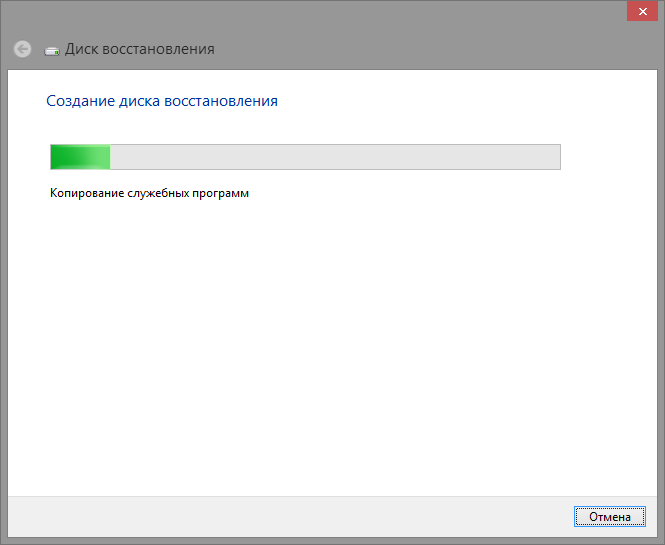 Диск восстановления
Создание диска восстановления
Копирование служебных программ
Отмена